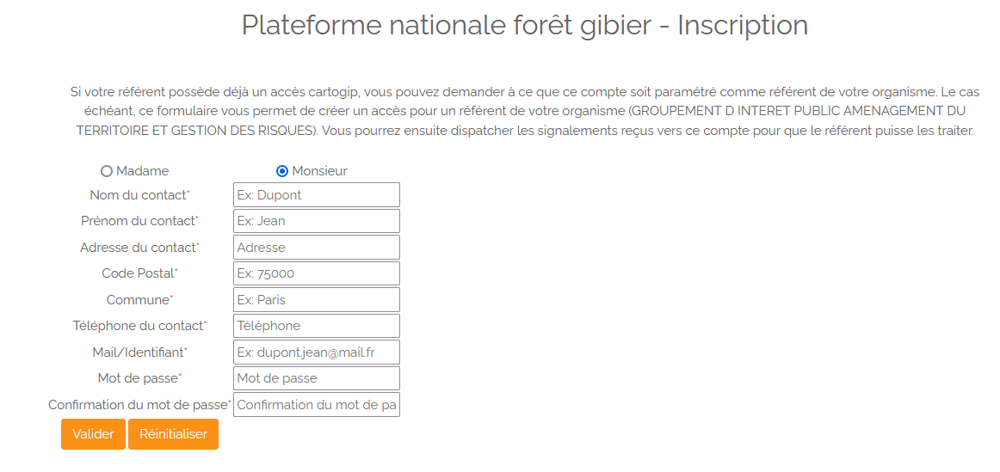 Plateforme nationale forêt gibier - Inscription
Si votre référent possède déjà un accès cartogip, vous pouvez demander à ce que ce compte soit paramétré comme référent de votre organisme. Le cas
échéant, ce formulaire vous permet de créer un accès pour un référent de votre organisme (GROUPEMENT D INTERET PUBLIC AMENAGEMENT DU
TERRITOIRE ET GESTION DES RISQUES). Vous pourrez ensuite dispatcher les signalements reçus vers ce compte pour que le référent puisse les traiter.
Madame Monsieur
Nom du contact* Ex: Dupont
Prénom du contact* Ex: Jean
Adresse du contact* Adresse
Code Postal* Ex: 75000
Commune* Ex: Paris
Téléphone du contact* Téléphone
Mail/Identifiant* Ex: dupont.jean@mail.fr
Mot de passe* Mot de passe
Confirmation du mot de passe* Confirmation du mot de pa
Valider Réinitialiser